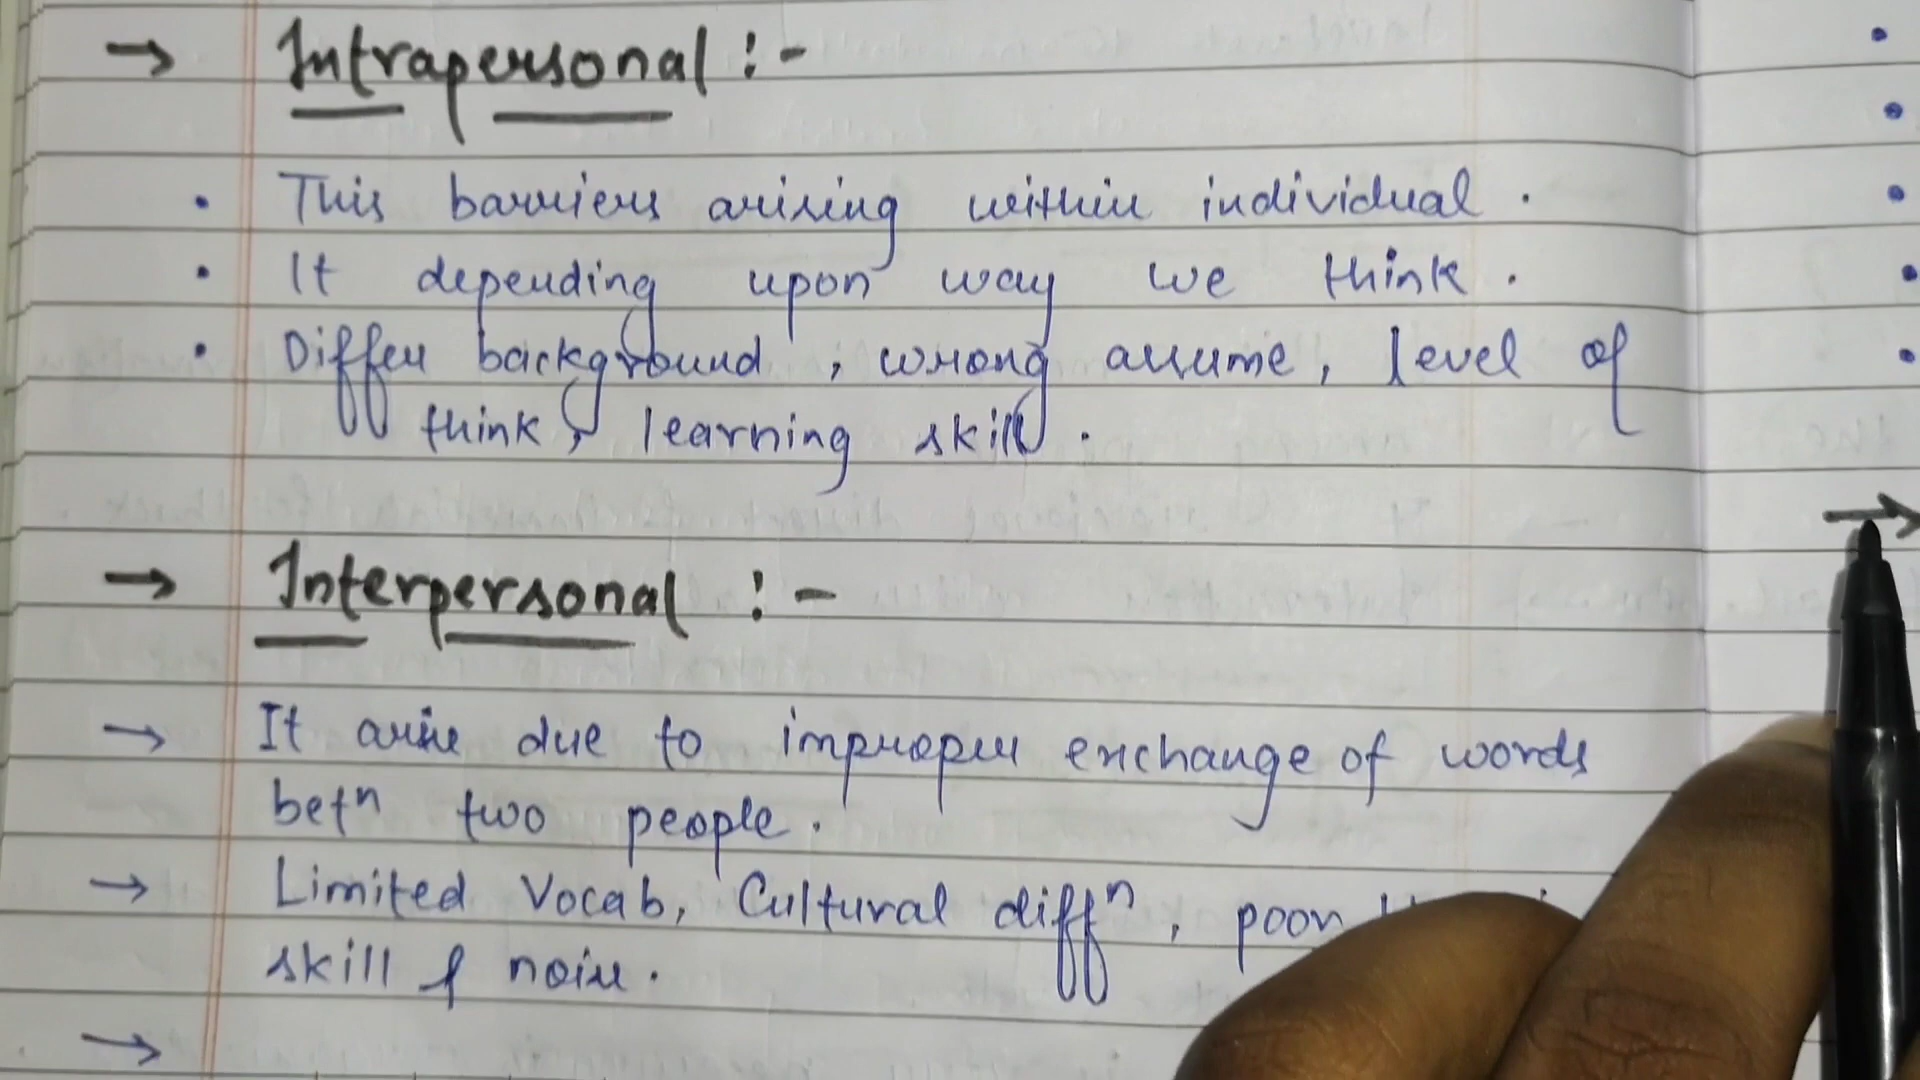 → Intrapersonal :-
• This barriers arising within individual .
• It depending upon way we think .
• Differ background , wrong assume, level of
think, learning skill .
→ Interpersonal :-
→ It arise due to improper exchange of words
betⁿ two people .
→ Limited Vocab, Cultural diffⁿ, poor
skill & noise .
→